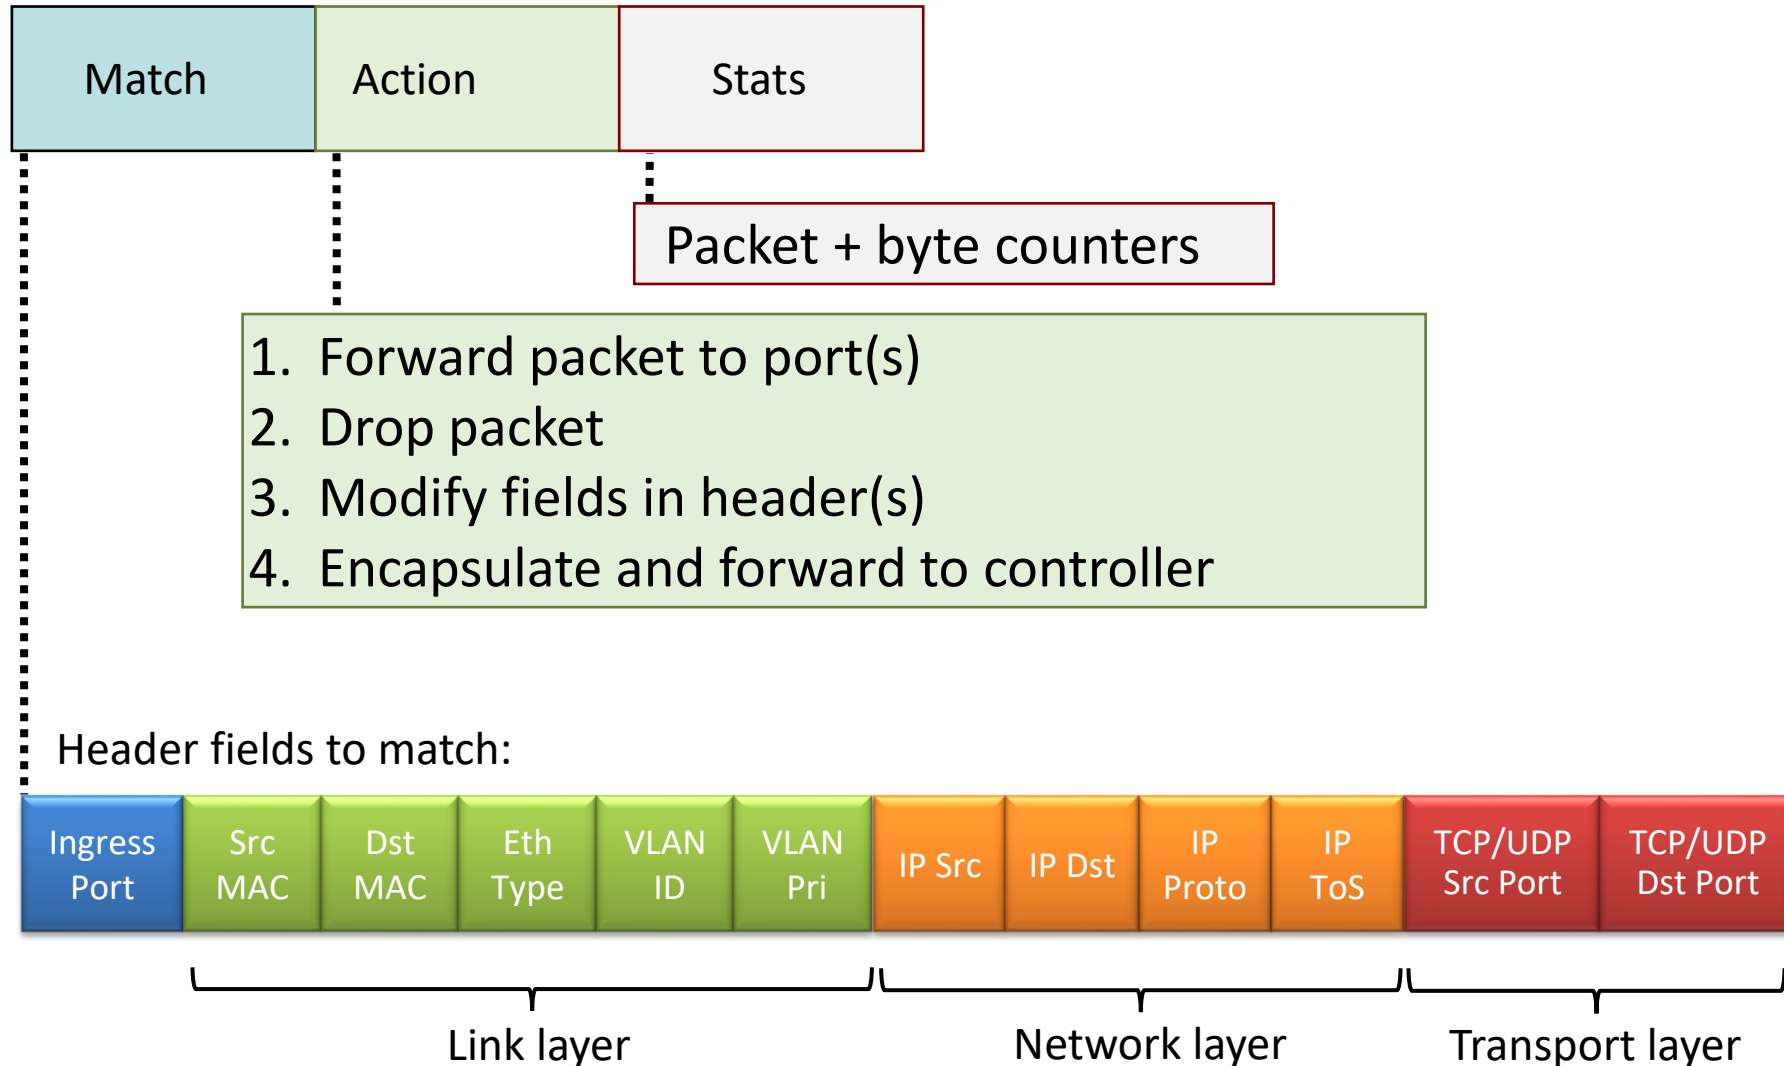 Match Action Stats
Packet + byte counters
1. Forward packet to port(s)
2. Drop packet
3. Modify fields in header(s)
4. Encapsulate and forward to controller
Header fields to match:
Ingress
Port
Src
MAC
Dst
MAC
Eth
Type
VLAN
ID
VLAN
Pri
IP Src
IP Dst
IP
Proto
IP
ToS
TCP/UDP
Src Port
TCP/UDP
Dst Port
Link layer
Network layer
Transport layer